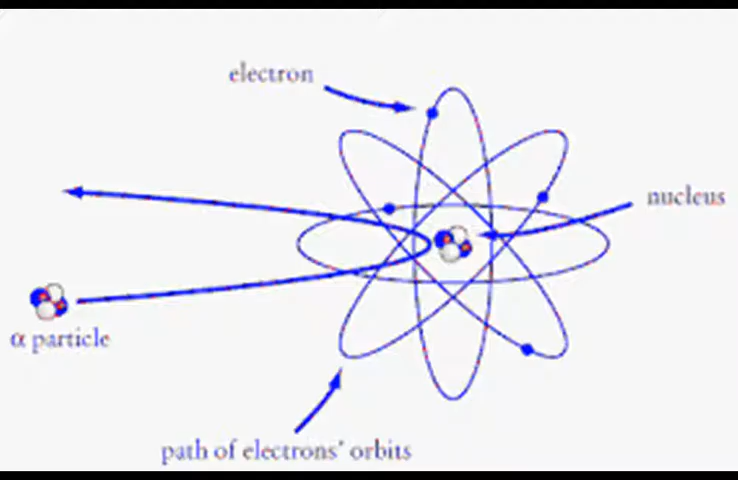 electron
nucleus
α particle
path of electrons’ orbits